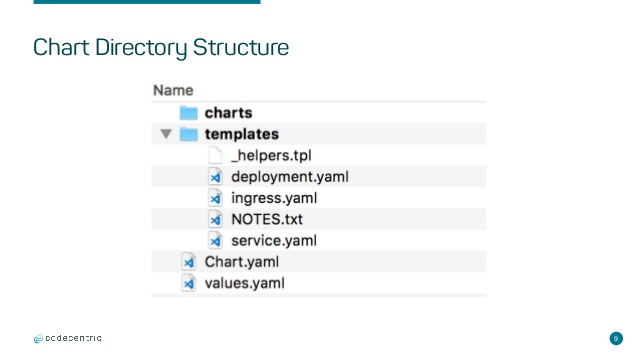 Chart Directory Structure
Name
charts
templates
_helpers.tpl
deployment.yaml
ingress.yaml
NOTES.txt
service.yaml
Chart.yaml
values.yaml
codecentric
9